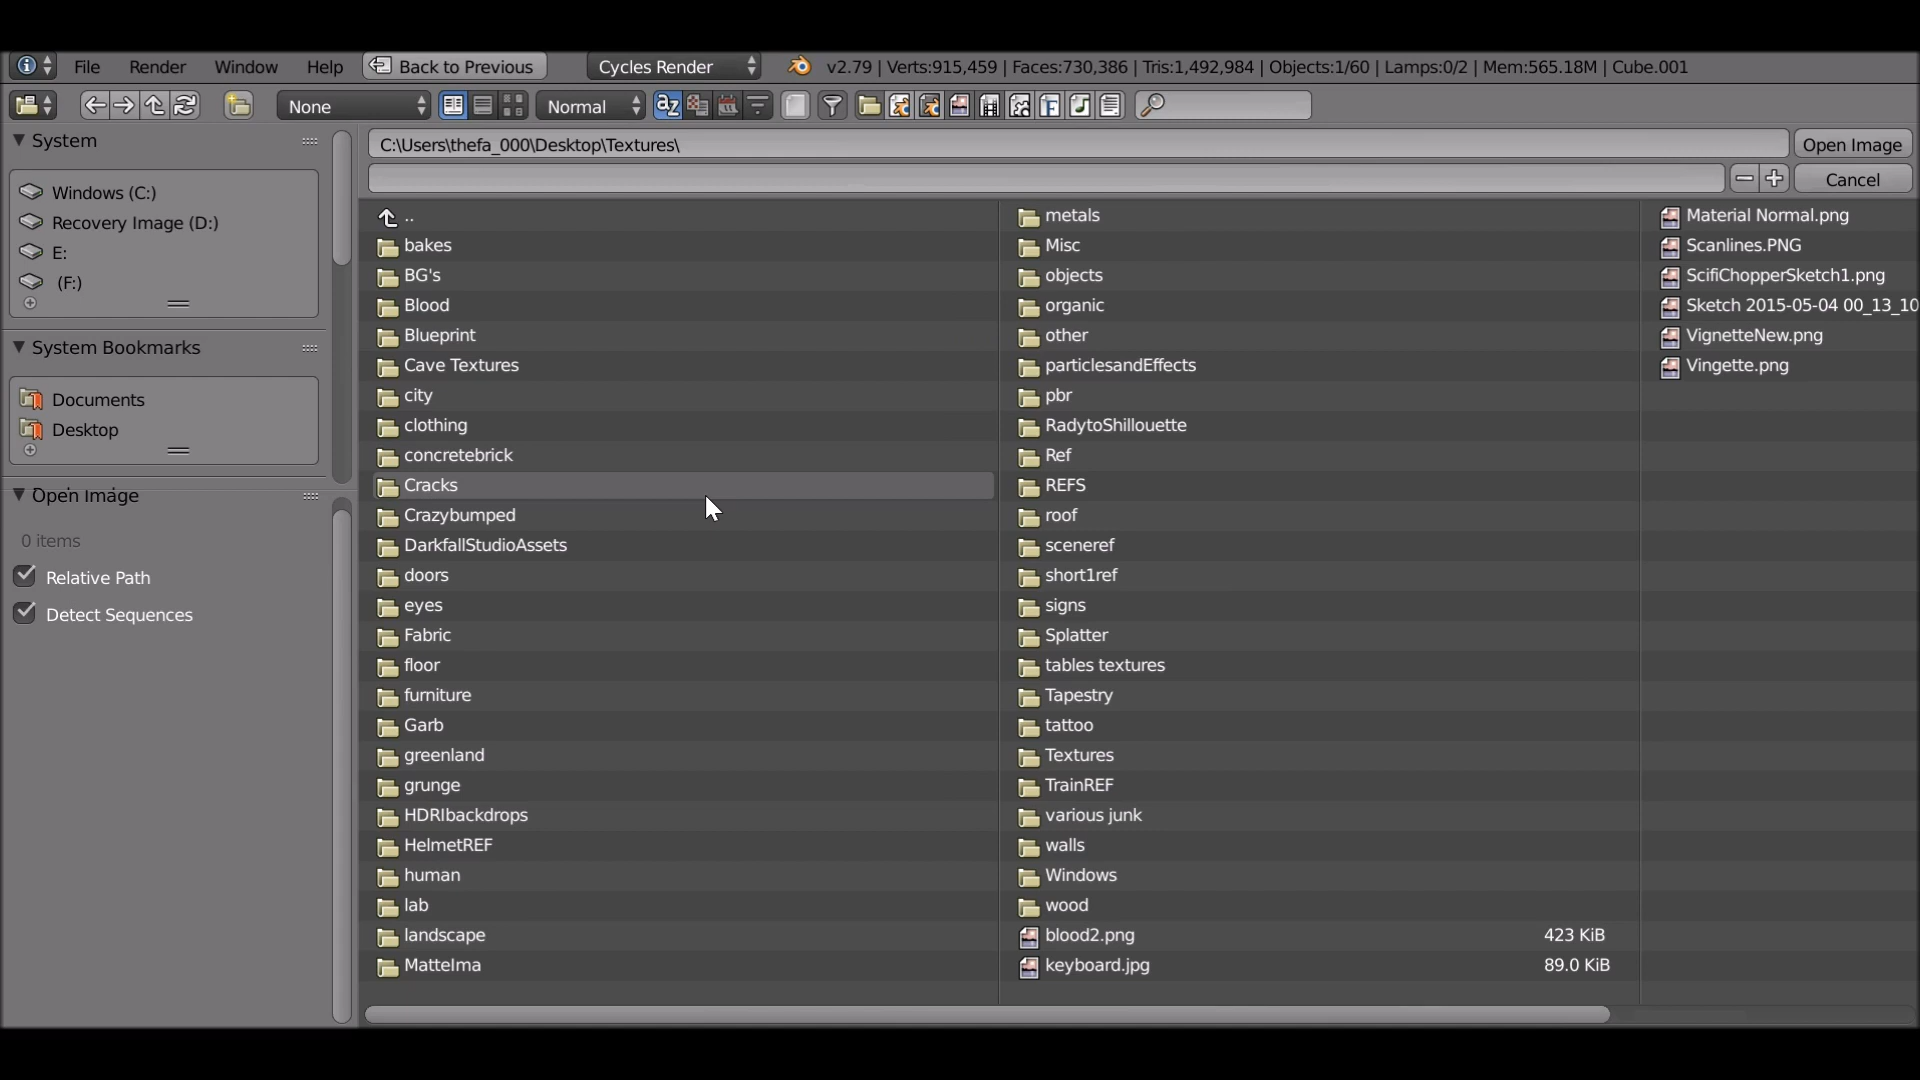 File Render Window Help Back to Previous Cycles Render v2.79 | Verts:915,459 | Faces:730,386 | Tris:1,492,984 | Objects:1/60 | Lamps:0/2 | Mem:565.18M | Cube.001
None Normal
System
Windows (C:)
Recovery Image (D:)
E:
(F:)
System Bookmarks
Documents
Desktop
Open Image
0 items
Relative Path
Detect Sequences
C:\Users\thefa_000\Desktop\Textures\
Open Image
Cancel
..
bakes
BG's
Blood
Blueprint
Cave Textures
city
clothing
concretebrick
Cracks
Crazybumped
DarkfallStudioAssets
doors
eyes
Fabric
floor
furniture
Garb
greenland
grunge
HDRIbackdrops
HelmetREF
human
lab
landscape
MatteIma
metals
Misc
objects
organic
other
particlesandEffects
pbr
RadytoShillouette
Ref
REFS
roof
sceneref
short1ref
signs
Splatter
tables textures
Tapestry
tattoo
Textures
TrainREF
various junk
walls
Windows
wood
blood2.png 423 KiB
keyboard.jpg 89.0 KiB
Material Normal.png
Scanlines.PNG
ScifiChopperSketch1.png
Sketch 2015-05-04 00_13_10
VignetteNew.png
Vingette.png